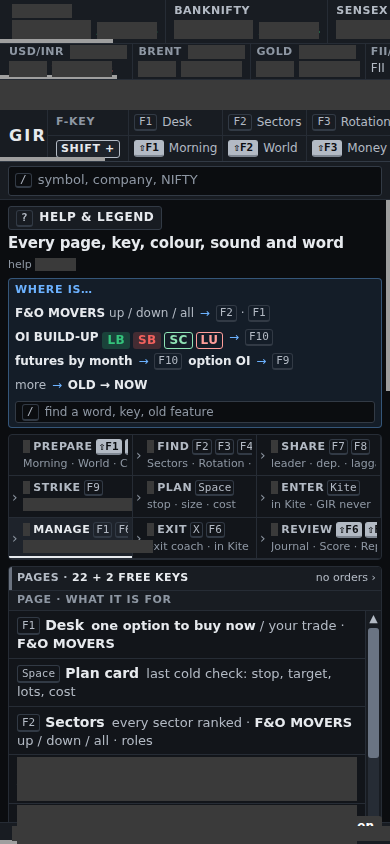 BANKNIFTY SENSEX
USD/INR BRENT GOLD FII/
FII
GIR F-KEY F1 Desk F2 Sectors F3 Rotation
SHIFT + ⇧F1 Morning ⇧F2 World ⇧F3 Money
/ symbol, company, NIFTY
? HELP & LEGEND
Every page, key, colour, sound and word
help
WHERE IS…
F&O MOVERS up / down / all → F2 · F1
OI BUILD-UP LB SB SC LU → F10
futures by month → F10 option OI → F9
more → OLD → NOW
/ find a word, key, old feature
PREPARE ⇧F1 › FIND F2 F3 F4 › SHARE F7 F8
Morning · World · C Sectors · Rotation · leader · dep. · lagga
› STRIKE F9 › PLAN Space › ENTER Kite
stop · size · cost in Kite · GIR never
› MANAGE F1 F6 › EXIT X F6 › REVIEW ⇧F6
exit coach · in Kite Journal · Score · Rep
PAGES · 22 + 2 FREE KEYS no orders ›
PAGE · WHAT IT IS FOR
F1 Desk one option to buy now / your trade ·
F&O MOVERS
Space Plan card last cold check: stop, target,
lots, cost
F2 Sectors every sector ranked · F&O MOVERS
up / down / all · roles